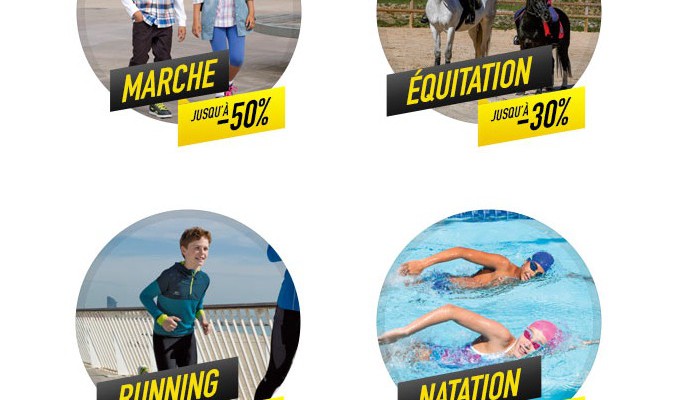 MARCHE
JUSQU'À
-50%
ÉQUITATION
JUSQU'À
-30%
RUNNING
NATATION